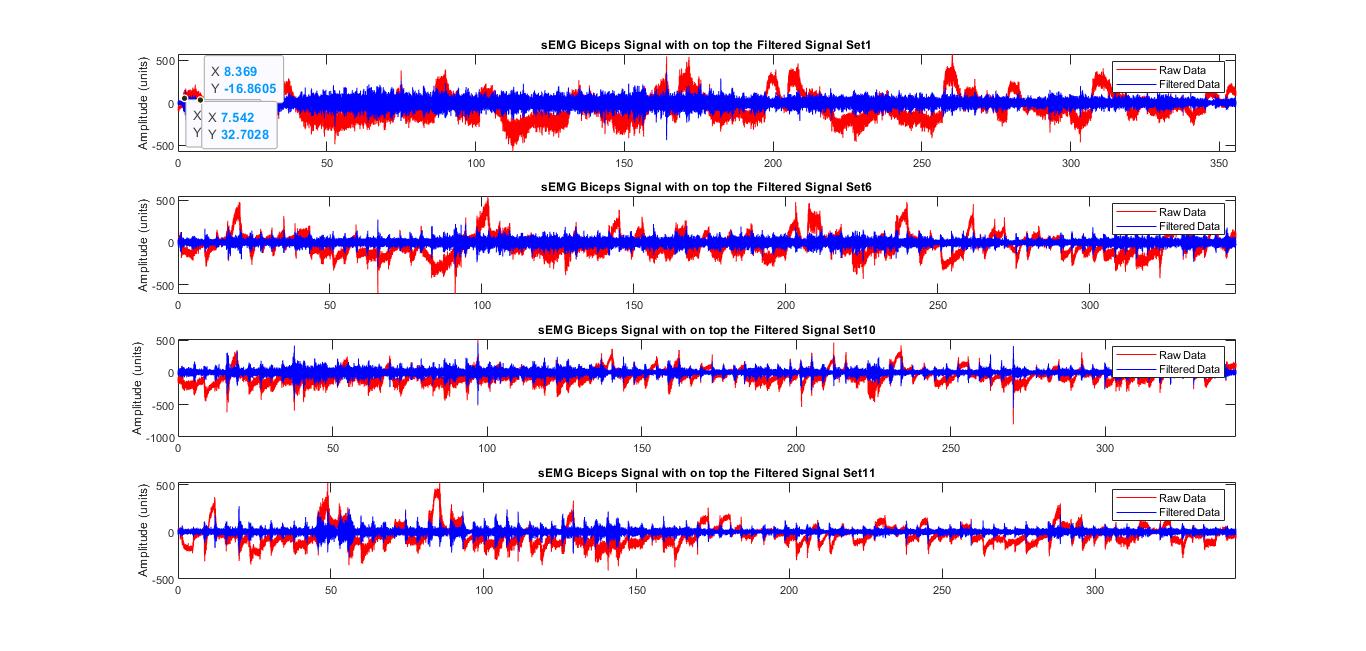 sEMG Biceps Signal with on top the Filtered Signal Set1
Amplitude (units)
500
0
-500
X 8.369
Y -16.8605
X
Y
X 7.542
Y 32.7028
Raw Data
Filtered Data
0 50 100 150 200 250 300 350
sEMG Biceps Signal with on top the Filtered Signal Set6
Amplitude (units)
500
0
-500
Raw Data
Filtered Data
0 50 100 150 200 250 300
sEMG Biceps Signal with on top the Filtered Signal Set10
Amplitude (units)
500
0
-500
-1000
Raw Data
Filtered Data
50 100 150 200 250 300
0
sEMG Biceps Signal with on top the Filtered Signal Set11
Amplitude (units)
500
0
-500
Raw Data
Filtered Data
0 50 100 150 200 250 300